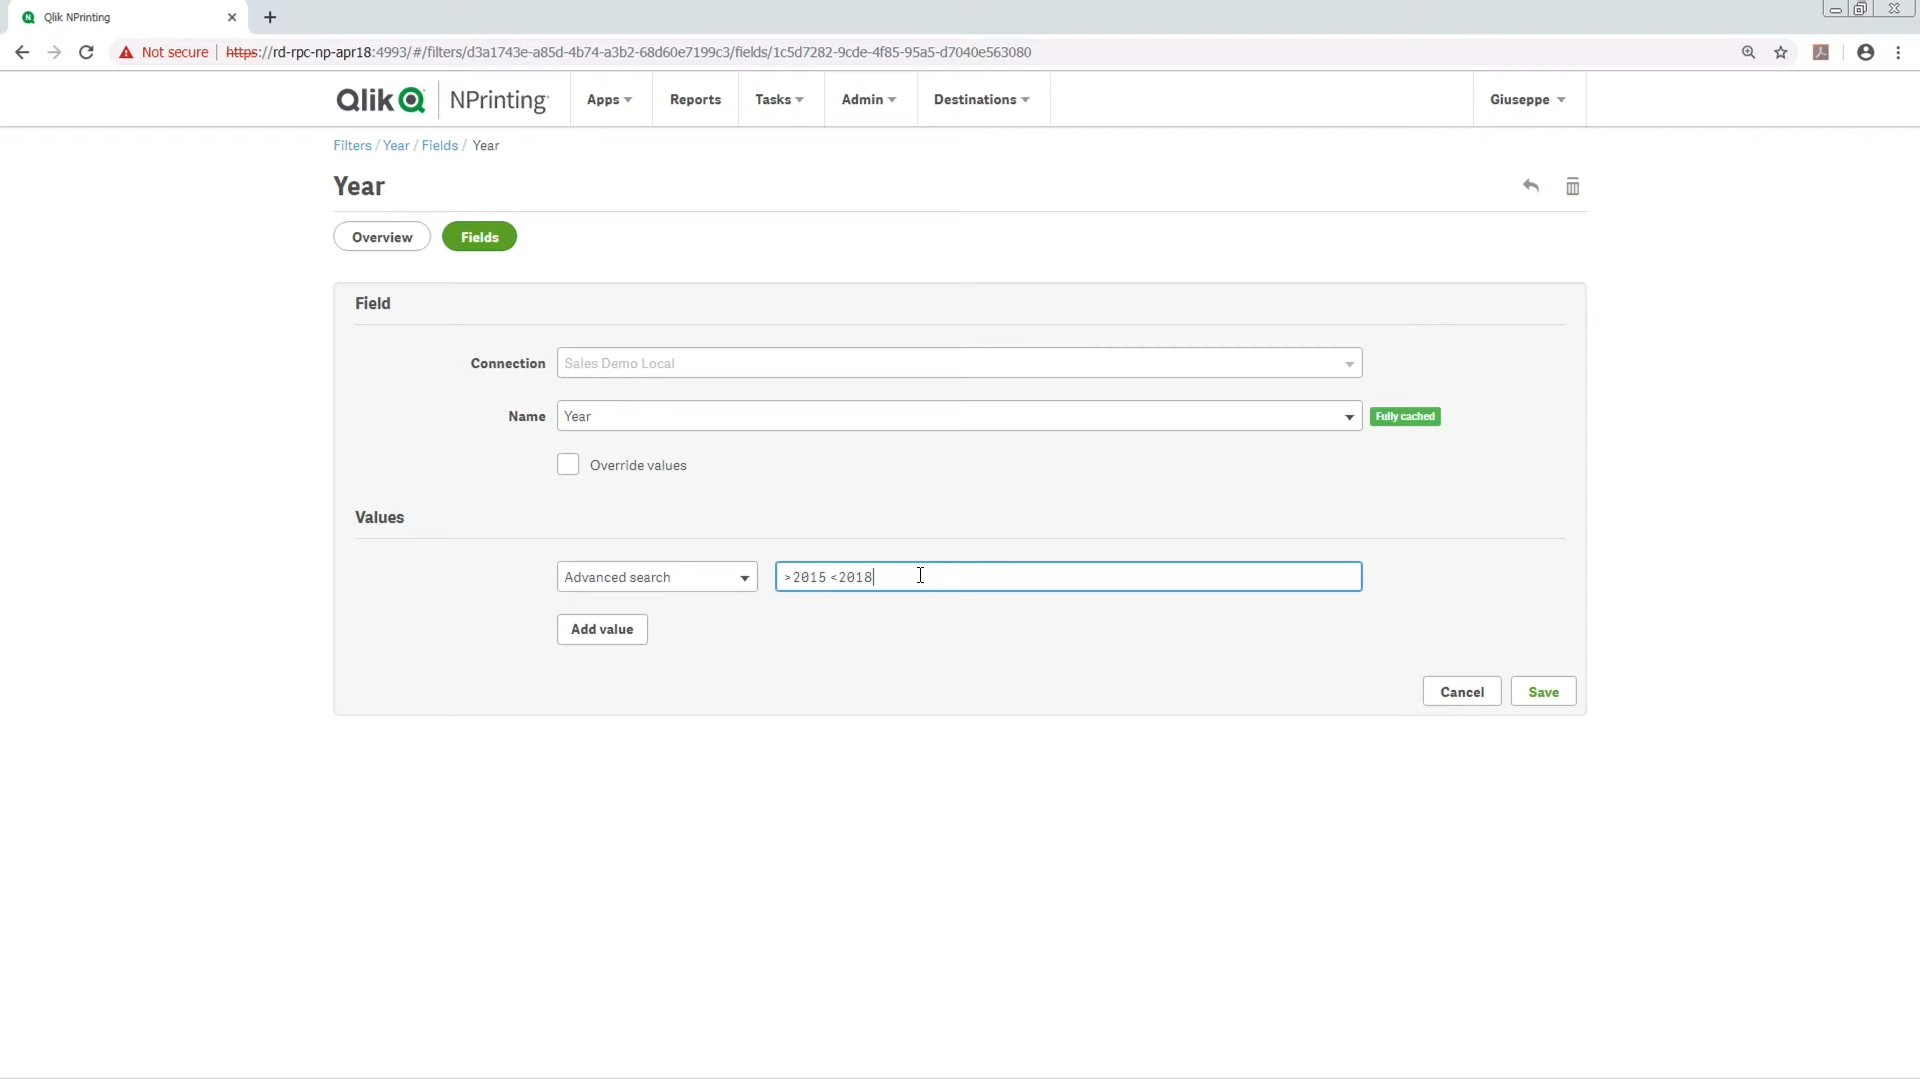 Qlik NPrinting
Not secure | https://rd-rpc-np-apr18:4993/#/filters/d3a1743e-a85d-4b74-a3b2-68d60e7199c3/fields/1c5d7282-9cde-4f85-95a5-d7040e563080
Qlik NPrinting Apps Reports Tasks Admin Destinations Giuseppe
Filters / Year / Fields / Year
Year
Overview Fields
Field
Connection Sales Demo Local
Name Year Fully cached
Override values
Values
Advanced search >2015 <2018
Add value
Cancel Save